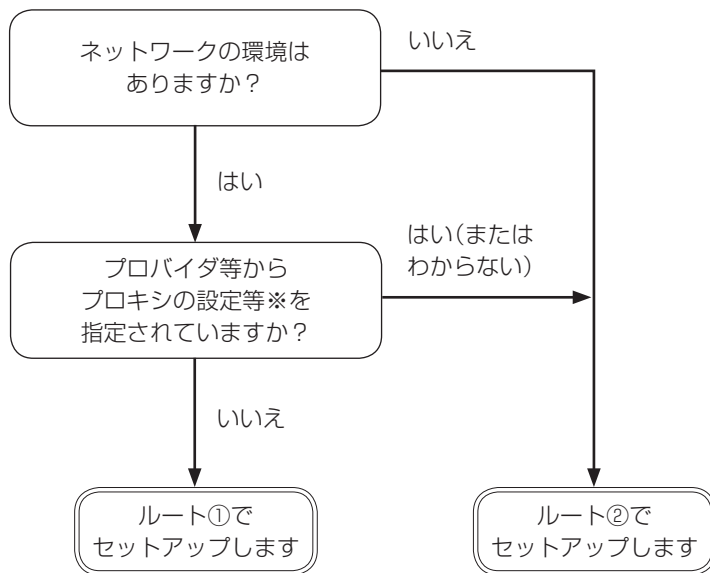 ネットワークの環境は
ありますか？
いいえ
はい
プロバイダ等から
プロキシの設定等※を
指定されていますか？
はい（または
わからない）
いいえ
ルート①で
セットアップします
ルート②で
セットアップします